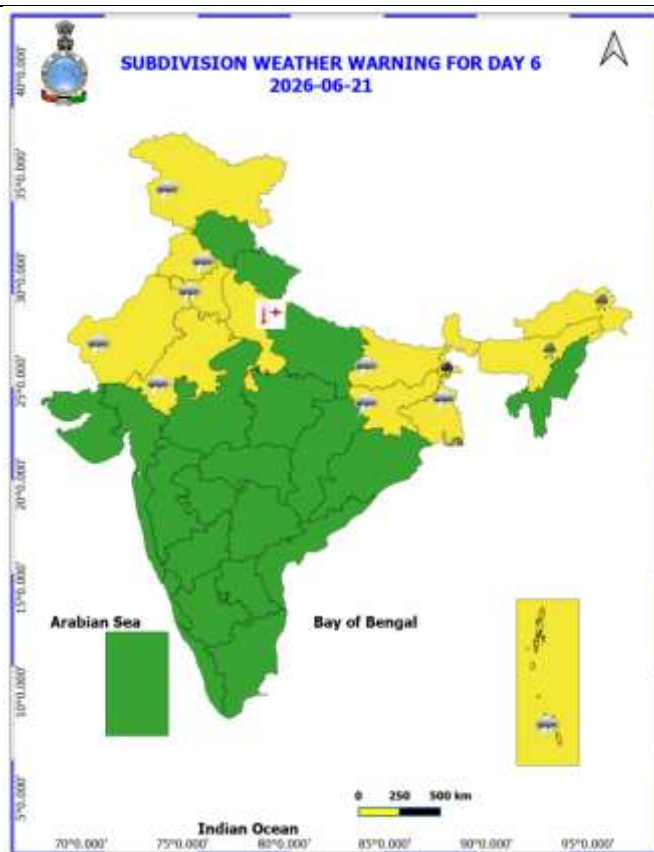 SUBDIVISION WEATHER WARNING FOR DAY 6
2026-06-21
40°0.000'
35°0.000'
30°0.000'
25°0.000'
20°0.000'
15°0.000'
10°0.000'
5°0.000'
Arabian Sea
Bay of Bengal
0 250 500 km
Indian Ocean
70°0.000' 75°0.000' 80°0.000' 85°0.000' 90°0.000' 95°0.000'